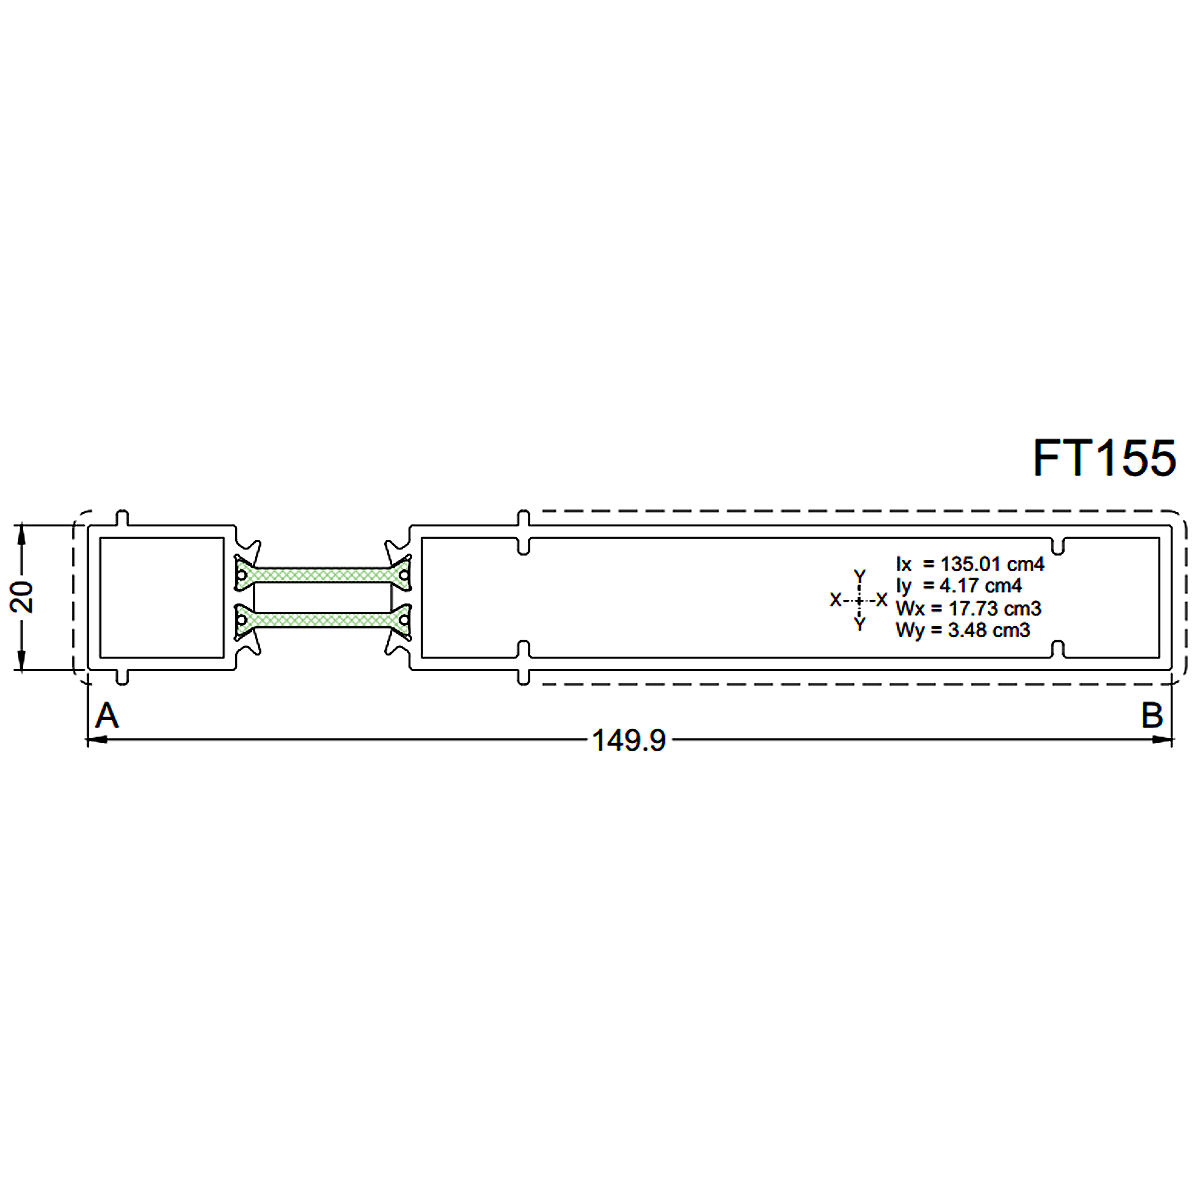 FT155
Ix = 135.01 cm4
Iy = 4.17 cm4
Wx = 17.73 cm3
Wy = 3.48 cm3
Y
X X
Y
20
A B
149.9